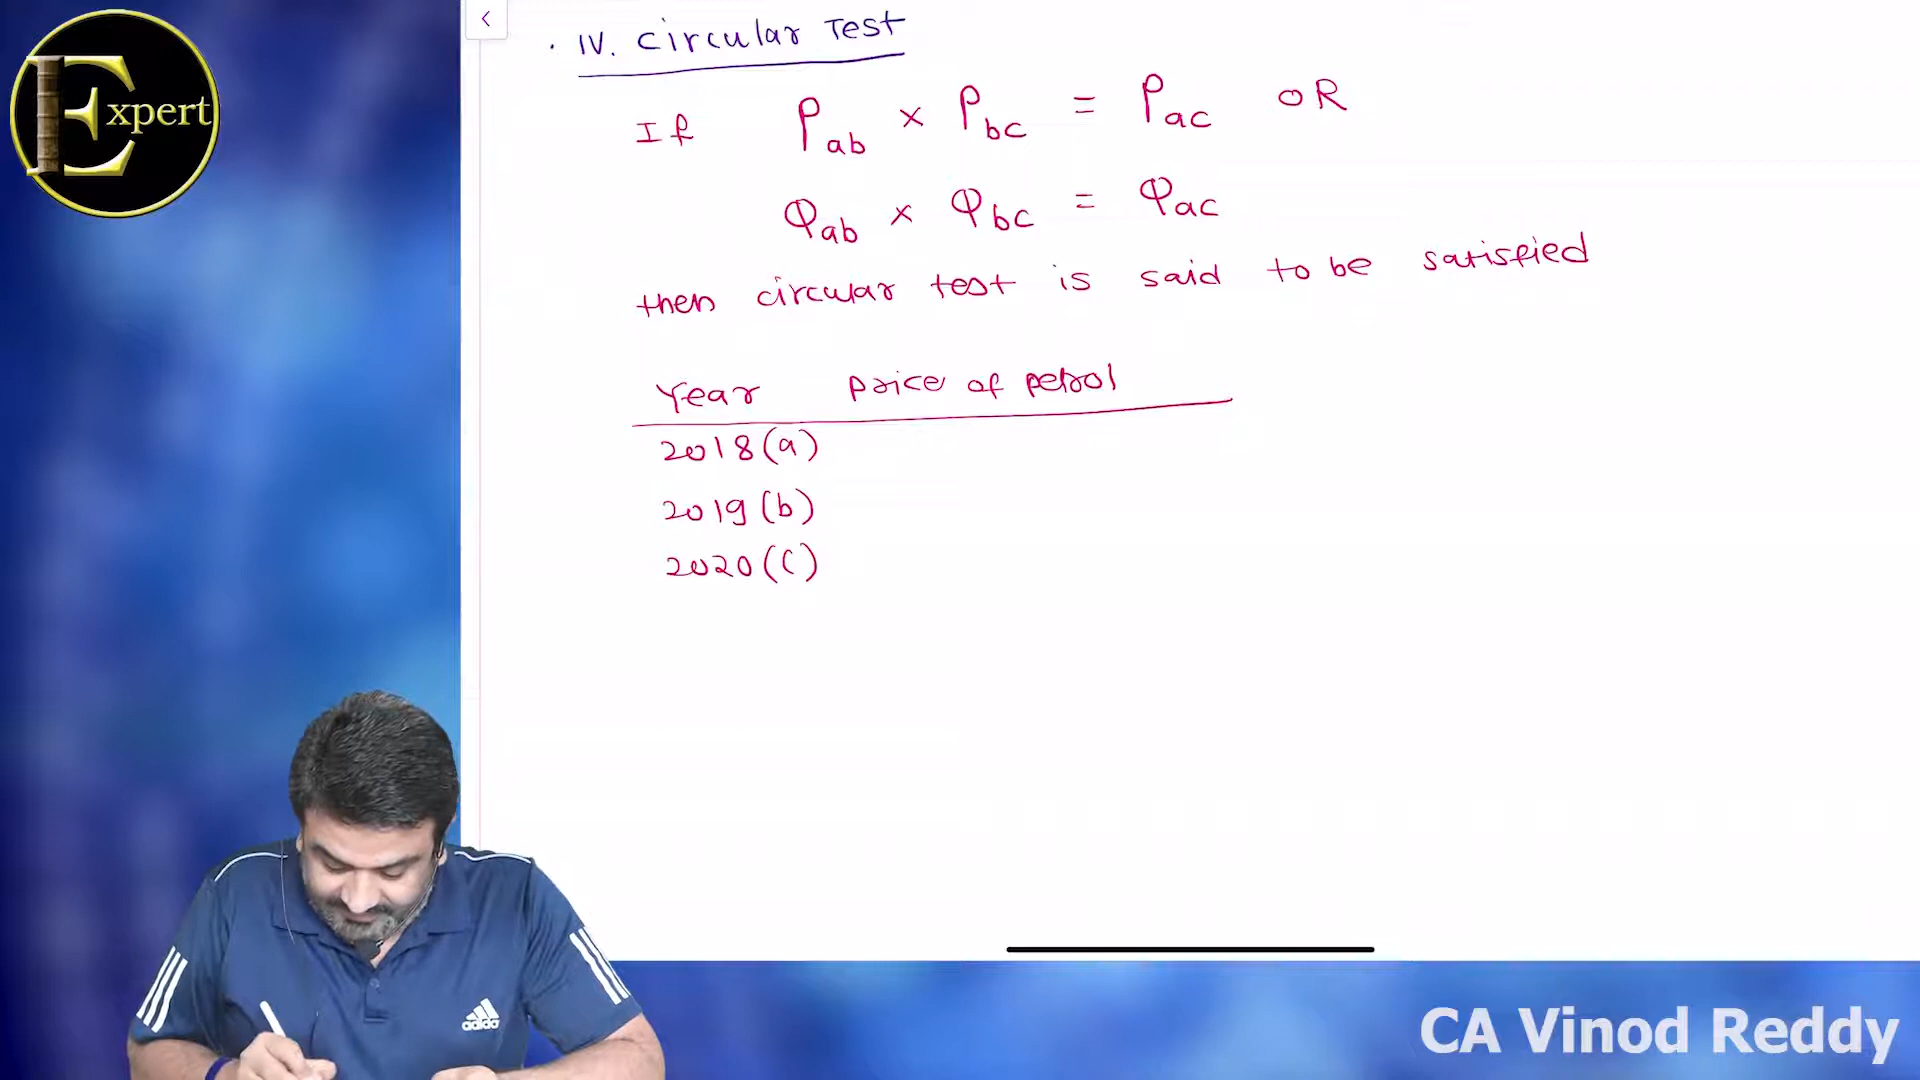 Expert
IV. Circular Test
If Pab × Pbc = Pac OR
Qab × Qbc = Qac
then circular test is said to be satisfied
Year Price of petrol
2018(a)
2019(b)
2020(c)
adidas
CA Vinod Reddy